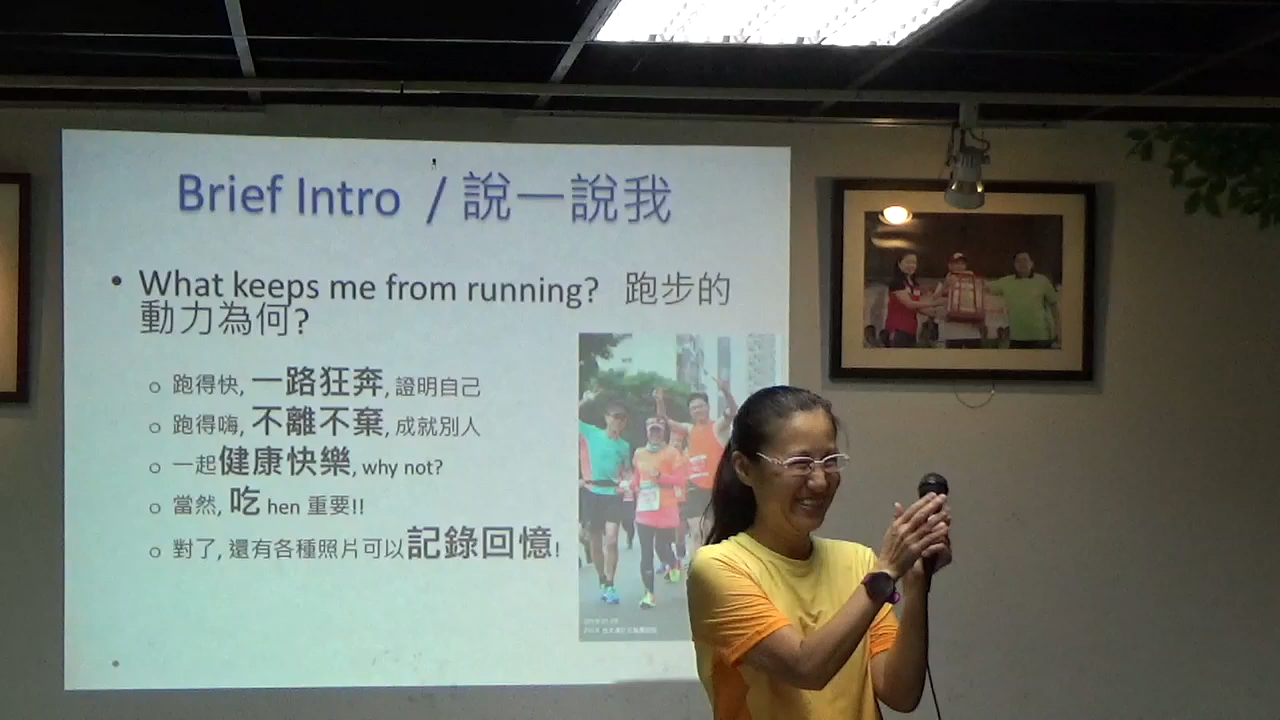 Brief Intro / 說一說我
• What keeps me from running? 跑步的
動力為何?
o 跑得快, 一路狂奔, 證明自己
o 跑得嗨, 不離不棄, 成就別人
o 一起健康快樂, why not?
o 當然, 吃 hen 重要!!
o 對了, 還有各種照片可以記錄回憶!